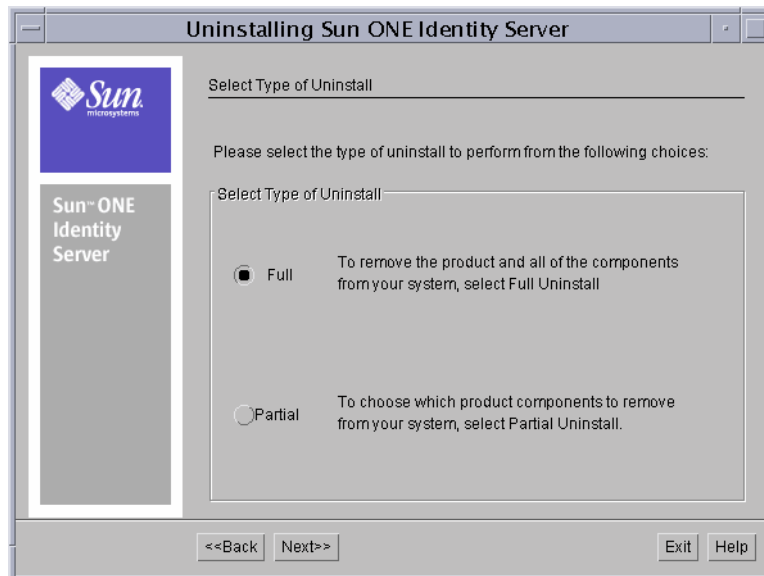 Uninstalling Sun ONE Identity Server
Sun.
microsystems
Sun™ ONE
Identity
Server
Select Type of Uninstall
Please select the type of uninstall to perform from the following choices:
Select Type of Uninstall
Full
To remove the product and all of the components
from your system, select Full Uninstall
Partial
To choose which product components to remove
from your system, select Partial Uninstall.
<<Back
Next>>
Exit
Help